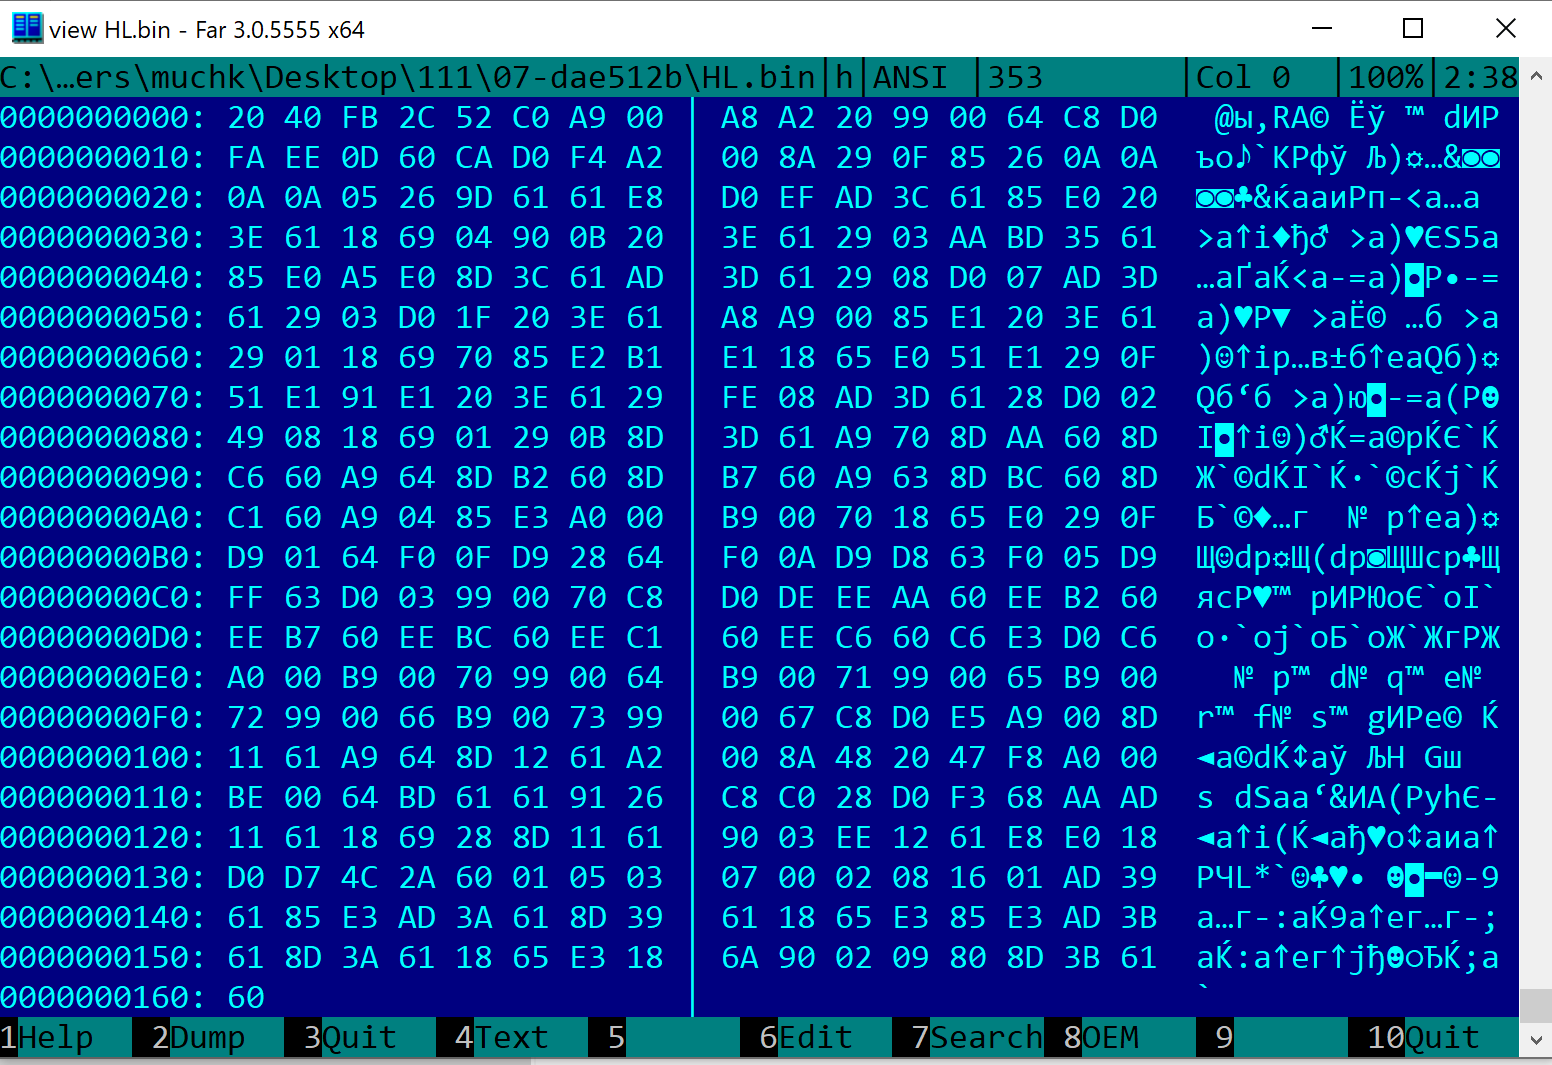 view HL.bin - Far 3.0.5555 x64
C:\…ers\muchk\Desktop\111\07-dae512b\HL.bin│h│ANSI │353 │Col 0 │100%│2:38
0000000000: 20 40 FB 2C 52 C0 A9 00 │ A8 A2 20 99 00 64 C8 D0  @ы,RА© Ёў ™ dИР
0000000010: FA EE 0D 60 CA D0 F4 A2 │ 00 8A 29 0F 85 26 0A 0A ъо♪`КРфў Љ)☼…&◙◙
0000000020: 0A 0A 05 26 9D 61 61 E8 │ D0 EF AD 3C 61 85 E0 20 ◙◙♣&ќaaиРп-<a…а
0000000030: 3E 61 18 69 04 90 0B 20 │ 3E 61 29 03 AA BD 35 61 >a↑i♦ђ♂ >a)♥ЄЅ5a
0000000040: 85 E0 A5 E0 8D 3C 61 AD │ 3D 61 29 08 D0 07 AD 3D …аҐаЌ<a-=a)◘Р•-=
0000000050: 61 29 03 D0 1F 20 3E 61 │ A8 A9 00 85 E1 20 3E 61 a)♥Р▼ >aЁ© …б >a
0000000060: 29 01 18 69 70 85 E2 B1 │ E1 18 65 E0 51 E1 29 0F )☺↑ip…в±б↑eаQб)☼
0000000070: 51 E1 91 E1 20 3E 61 29 │ FE 08 AD 3D 61 28 D0 02 Qб‘б >a)ю◘-=a(Р☻
0000000080: 49 08 18 69 01 29 0B 8D │ 3D 61 A9 70 8D AA 60 8D I◘↑i☺)♂Ќ=a©pЌЄ`Ќ
0000000090: C6 60 A9 64 8D B2 60 8D │ B7 60 A9 63 8D BC 60 8D Ж`©dЌІ`Ќ·`©cЌј`Ќ
00000000A0: C1 60 A9 04 85 E3 A0 00 │ B9 00 70 18 65 E0 29 0F Б`©♦…г  № p↑eа)☼
00000000B0: D9 01 64 F0 0F D9 28 64 │ F0 0A D9 D8 63 F0 05 D9 Щ☺dр☼Щ(dр◙ЩШcр♣Щ
00000000C0: FF 63 D0 03 99 00 70 C8 │ D0 DE EE AA 60 EE B2 60 яcР♥™ pИРЮоЄ`оІ`
00000000D0: EE B7 60 EE BC 60 EE C1 │ 60 EE C6 60 C6 E3 D0 C6 о·`ој`оБ`оЖ`ЖгРЖ
00000000E0: A0 00 B9 00 70 99 00 64 │ B9 00 71 99 00 65 B9 00   № p™ d№ q™ e№
00000000F0: 72 99 00 66 B9 00 73 99 │ 00 67 C8 D0 E5 A9 00 8D r™ f№ s™ gИРе© Ќ
0000000100: 11 61 A9 64 8D 12 61 A2 │ 00 8A 48 20 47 F8 A0 00 ◄a©dЌ↕aў ЉH Gш
0000000110: BE 00 64 BD 61 61 91 26 │ C8 C0 28 D0 F3 68 AA AD ѕ dЅaa‘&ИА(РуhЄ-
0000000120: 11 61 18 69 28 8D 11 61 │ 90 03 EE 12 61 E8 E0 18 ◄a↑i(Ќ◄aђ♥о↕aиа↑
0000000130: D0 D7 4C 2A 60 01 05 03 │ 07 00 02 08 16 01 AD 39 РЧL*`☺♣♥• ☻◘▬☺-9
0000000140: 61 85 E3 AD 3A 61 8D 39 │ 61 18 65 E3 85 E3 AD 3B a…г-:aЌ9a↑eг…г-;
0000000150: 61 8D 3A 61 18 65 E3 18 │ 6A 90 02 09 80 8D 3B 61 aЌ:a↑eг↑jђ☻○ЂЌ;a
0000000160: 60 │ `
1Help 2Dump 3Quit 4Text 5 6Edit 7Search 8OEM 9 10Quit